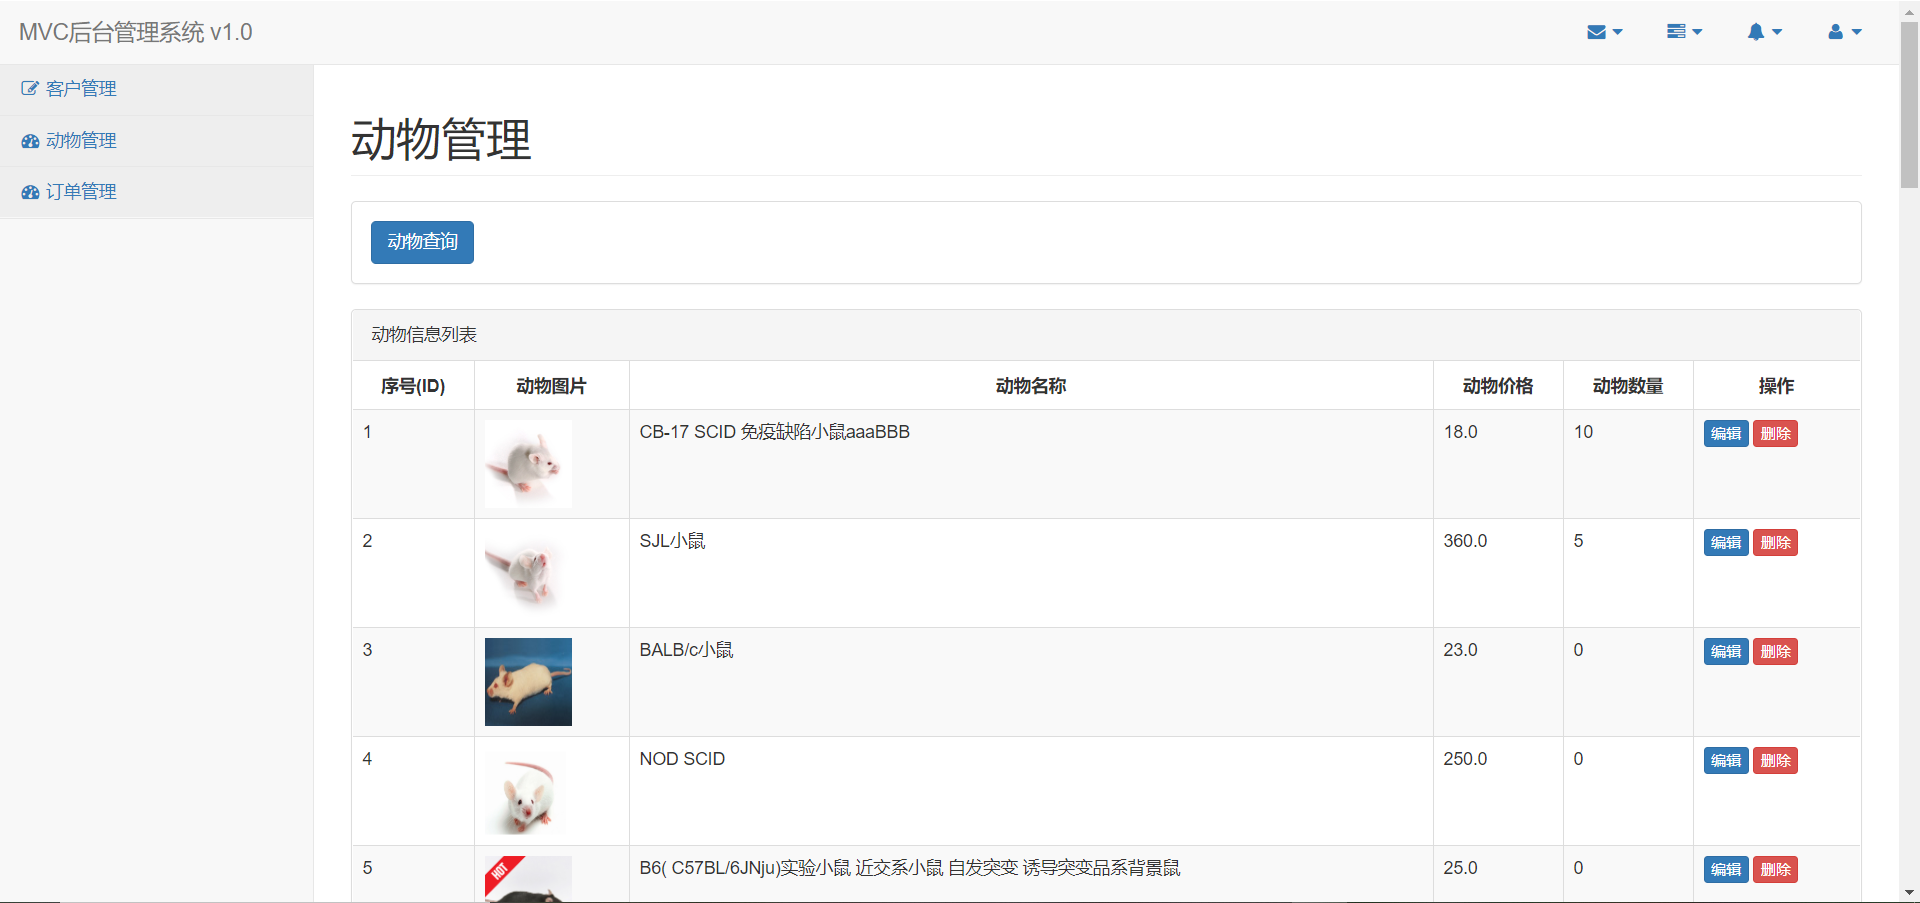 MVC后台管理系统 v1.0
客户管理
动物管理
订单管理
动物管理
动物查询
动物信息列表
序号(ID) 动物图片 动物名称 动物价格 动物数量 操作
1 CB-17 SCID 免疫缺陷小鼠aaaBBB 18.0 10 编辑 删除
2 SJL小鼠 360.0 5 编辑 删除
3 BALB/c小鼠 23.0 0 编辑 删除
4 NOD SCID 250.0 0 编辑 删除
5 HOT B6( C57BL/6JNju)实验小鼠 近交系小鼠 自发突变 诱导突变品系背景鼠 25.0 0 编辑 删除